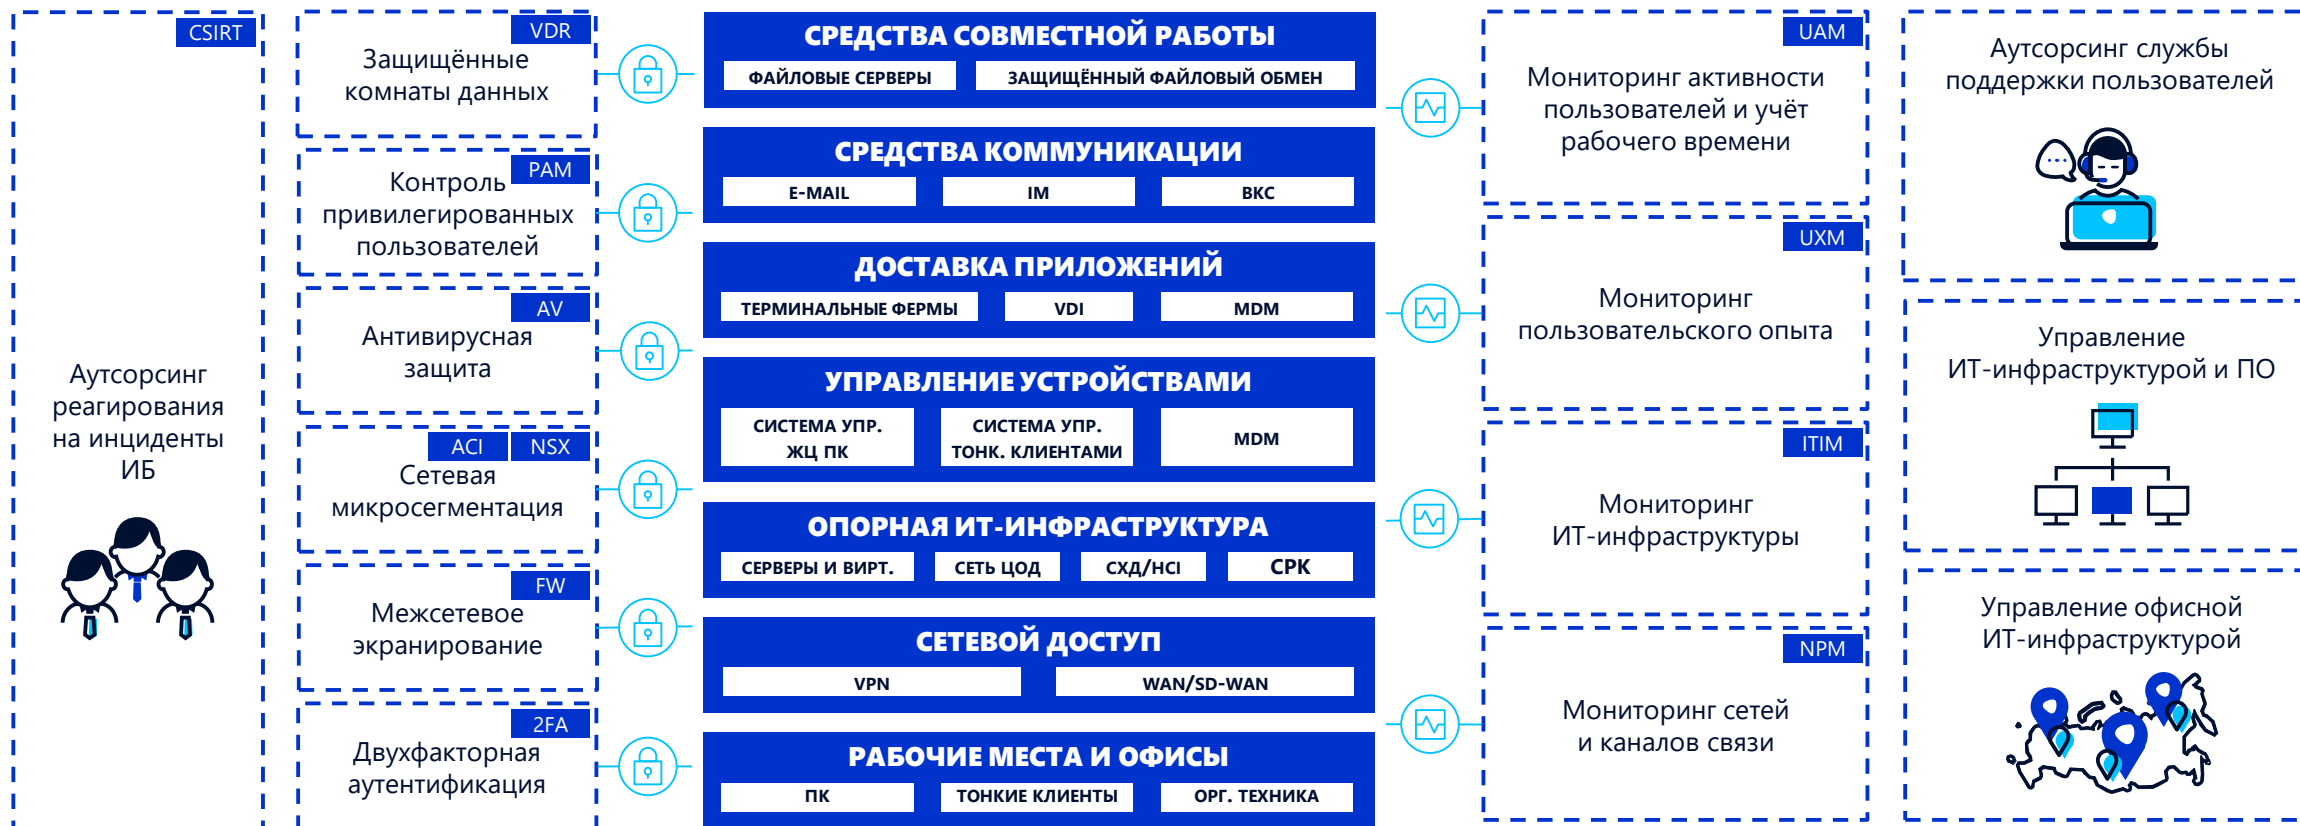 CSIRT
Аутсорсинг
реагирования
на инциденты
ИБ
VDR
Защищённые
комнаты данных
PAM
Контроль
привилегированных
пользователей
AV
Антивирусная
защита
ACI
NSX
Сетевая
микросегментация
FW
Межсетевое
экранирование
2FA
Двухфакторная
аутентификация
СРЕДСТВА СОВМЕСТНОЙ РАБОТЫ
ФАЙЛОВЫЕ СЕРВЕРЫ
ЗАЩИЩЁННЫЙ ФАЙЛОВЫЙ ОБМЕН
СРЕДСТВА КОММУНИКАЦИИ
E-MAIL
IM
ВКС
ДОСТАВКА ПРИЛОЖЕНИЙ
ТЕРМИНАЛЬНЫЕ ФЕРМЫ
VDI
MDM
УПРАВЛЕНИЕ УСТРОЙСТВАМИ
СИСТЕМА УПР.
ЖЦ ПК
СИСТЕМА УПР.
ТОНК. КЛИЕНТАМИ
MDM
ОПОРНАЯ ИТ-ИНФРАСТРУКТУРА
СЕРВЕРЫ И ВИРТ.
СЕТЬ ЦОД
СХД/HCI
СРК
СЕТЕВОЙ ДОСТУП
VPN
WAN/SD-WAN
РАБОЧИЕ МЕСТА И ОФИСЫ
ПК
ТОНКИЕ КЛИЕНТЫ
ОРГ. ТЕХНИКА
UAM
Мониторинг активности
пользователей и учёт
рабочего времени
UXM
Мониторинг
пользовательского опыта
ITIM
Мониторинг
ИТ-инфраструктуры
NPM
Мониторинг сетей
и каналов связи
Аутсорсинг службы
поддержки пользователей
Управление
ИТ-инфраструктурой и ПО
Управление офисной
ИТ-инфраструктурой